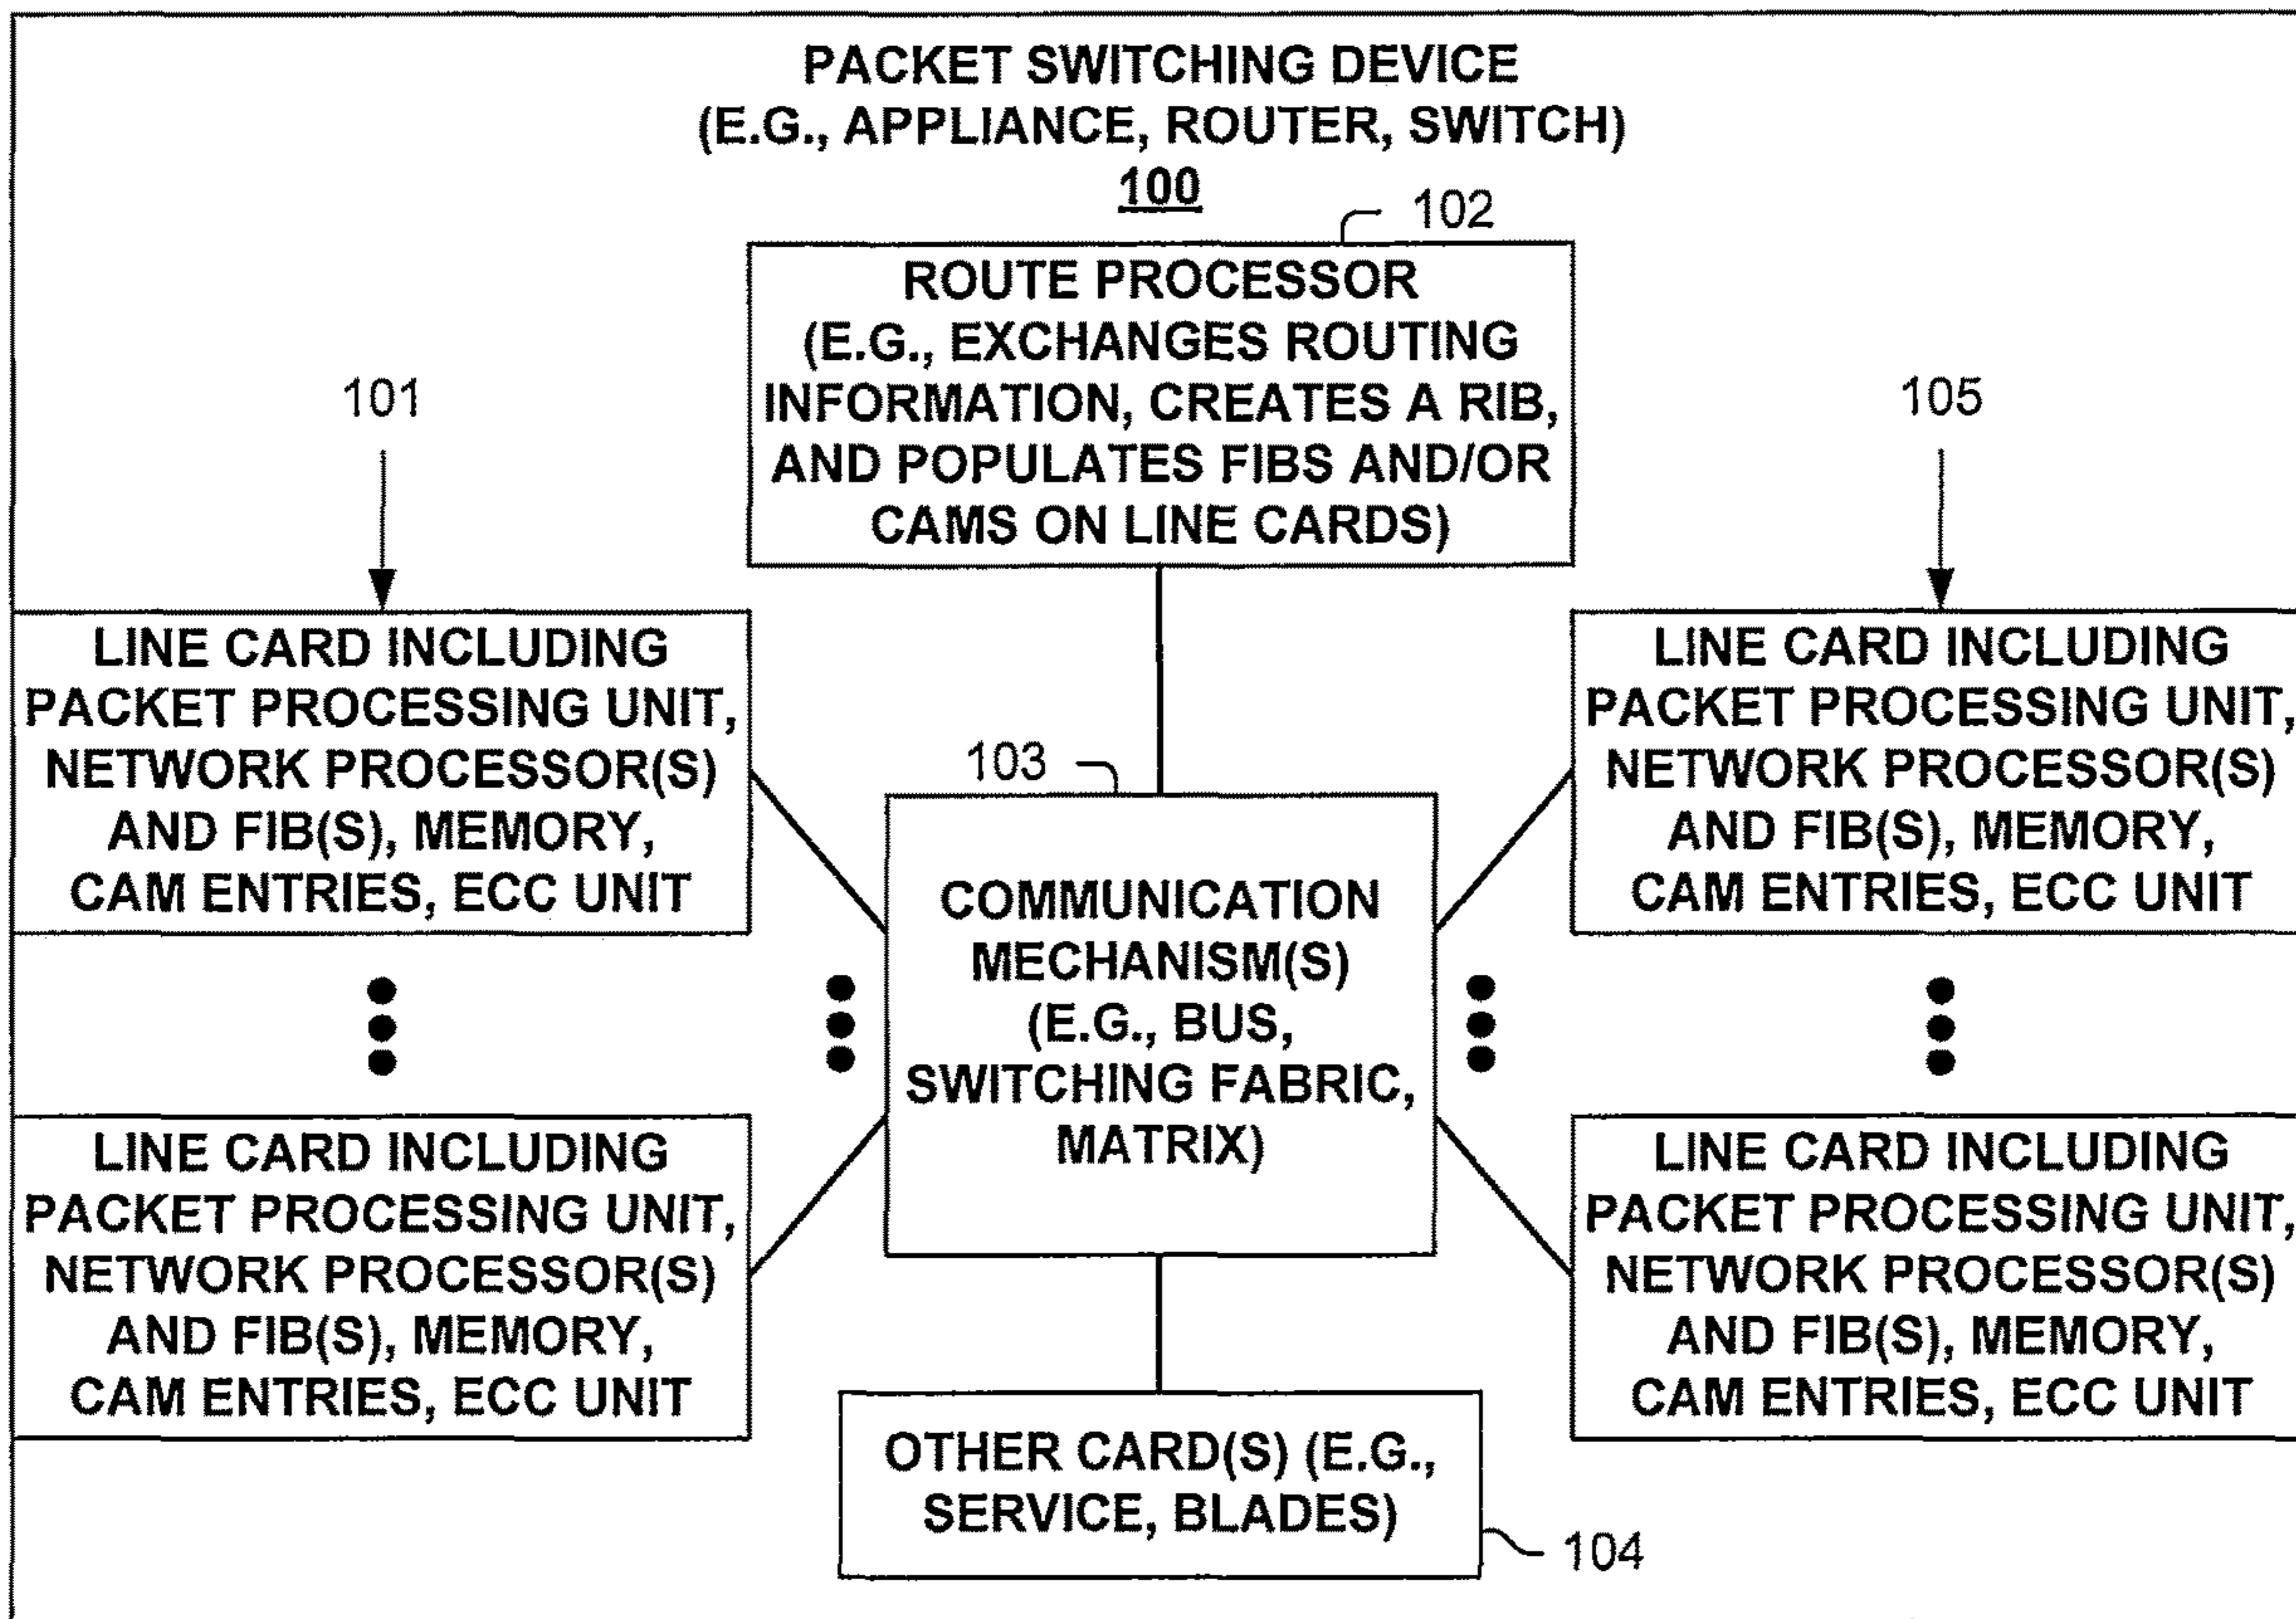 PACKET SWITCHING DEVICE
(E.G., APPLIANCE, ROUTER, SWITCH)
100
102
ROUTE PROCESSOR
(E.G., EXCHANGES ROUTING
INFORMATION, CREATES A RIB,
AND POPULATES FIBS AND/OR
CAMS ON LINE CARDS)
101
LINE CARD INCLUDING
PACKET PROCESSING UNIT,
NETWORK PROCESSOR(S)
AND FIB(S), MEMORY,
CAM ENTRIES, ECC UNIT
LINE CARD INCLUDING
PACKET PROCESSING UNIT,
NETWORK PROCESSOR(S)
AND FIB(S), MEMORY,
CAM ENTRIES, ECC UNIT
103
COMMUNICATION
MECHANISM(S)
(E.G., BUS,
SWITCHING FABRIC,
MATRIX)
OTHER CARD(S) (E.G.,
SERVICE, BLADES)
104
105
LINE CARD INCLUDING
PACKET PROCESSING UNIT,
NETWORK PROCESSOR(S)
AND FIB(S), MEMORY,
CAM ENTRIES, ECC UNIT
LINE CARD INCLUDING
PACKET PROCESSING UNIT,
NETWORK PROCESSOR(S)
AND FIB(S), MEMORY,
CAM ENTRIES, ECC UNIT